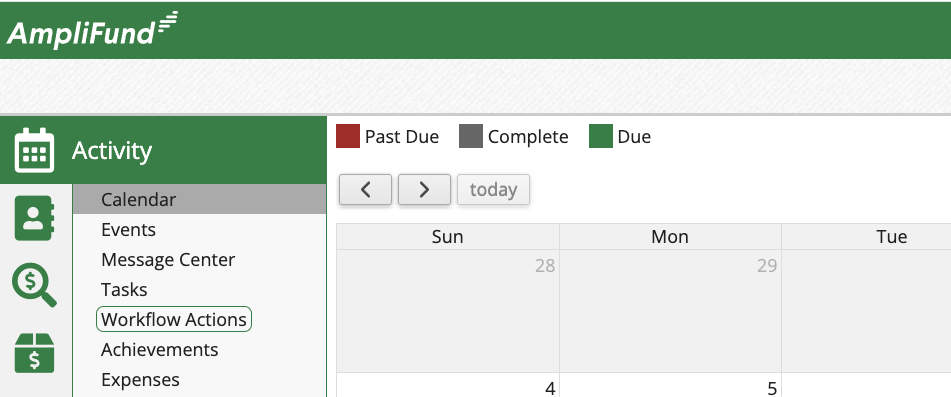 AmpliFund
Activity
Calendar
Events
Message Center
Tasks
Workflow Actions
Achievements
Expenses
Past Due Complete Due
today
Sun Mon Tue
28 29
4 5